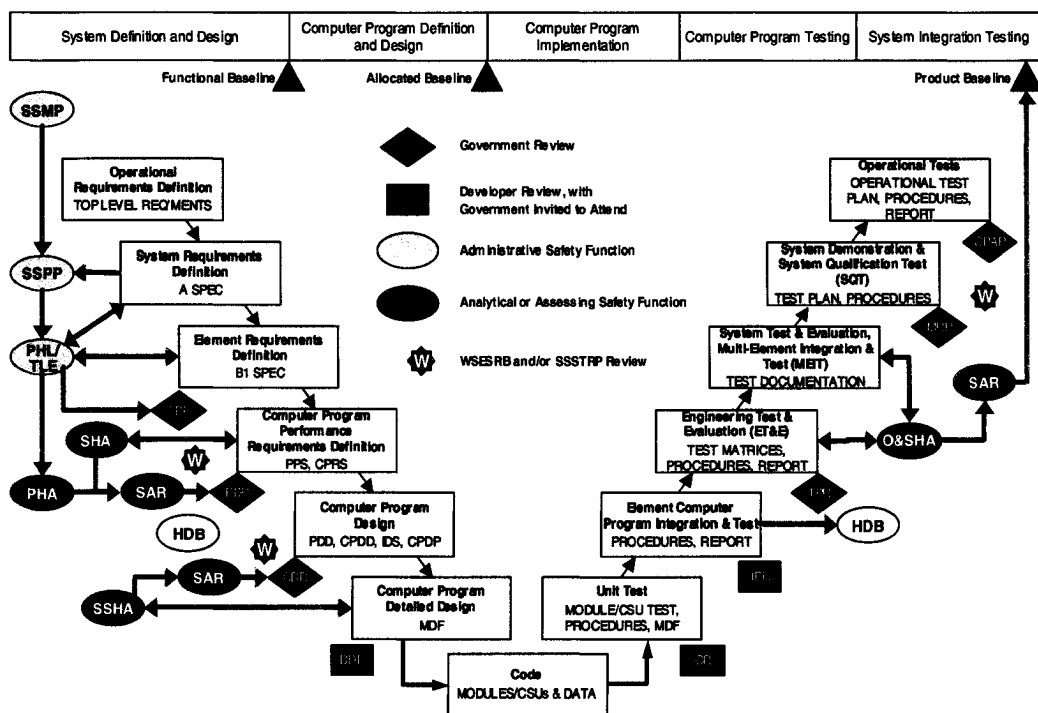 System Definition and Design
Computer Program Definition
and Design
Computer Program
Implementation
Computer Program Testing
System Integration Testing
Functional Baseline
Allocated Baseline
Product Baseline
SSMP
Government Review
Developer Review, with
Government Invited to Attend
Administrative Safety Function
Analytical or Assessing Safety Function
W
WSESRB and/or SSSTRP Review
Operational
Requirements Definition
TOP LEVEL REQ'MENTS
SSPP
System Requirements
Definition
A SPEC
PHL/
TLE
Element Requirements
Definition
B1 SPEC
SHA
W
Computer Program
Performance
Requirements Definition
PPS, CPRS
PHA
SAR
HDB
W
Computer Program
Design
PDD, CPDD, IDS, CPDP
SAR
SSHA
Computer Program
Detailed Design
MDF
Code
MODULES/CSUs & DATA
Unit Test
MODULE/CSU TEST,
PROCEDURES, MDF
Element Computer
Program Integration & Test
PROCEDURES, REPORT
HDB
Engineering Test &
Evaluation (ET&E)
TEST MATRICES,
PROCEDURES, REPORT
O&SHA
SAR
System Test & Evaluation,
Multi-Element Integration &
Test (MEIT)
TEST DOCUMENTATION
System Demonstration &
System Qualification Test
(SQT)
TEST PLAN, PROCEDURES
W
Operational Tests
OPERATIONAL TEST
PLAN, PROCEDURES,
REPORT